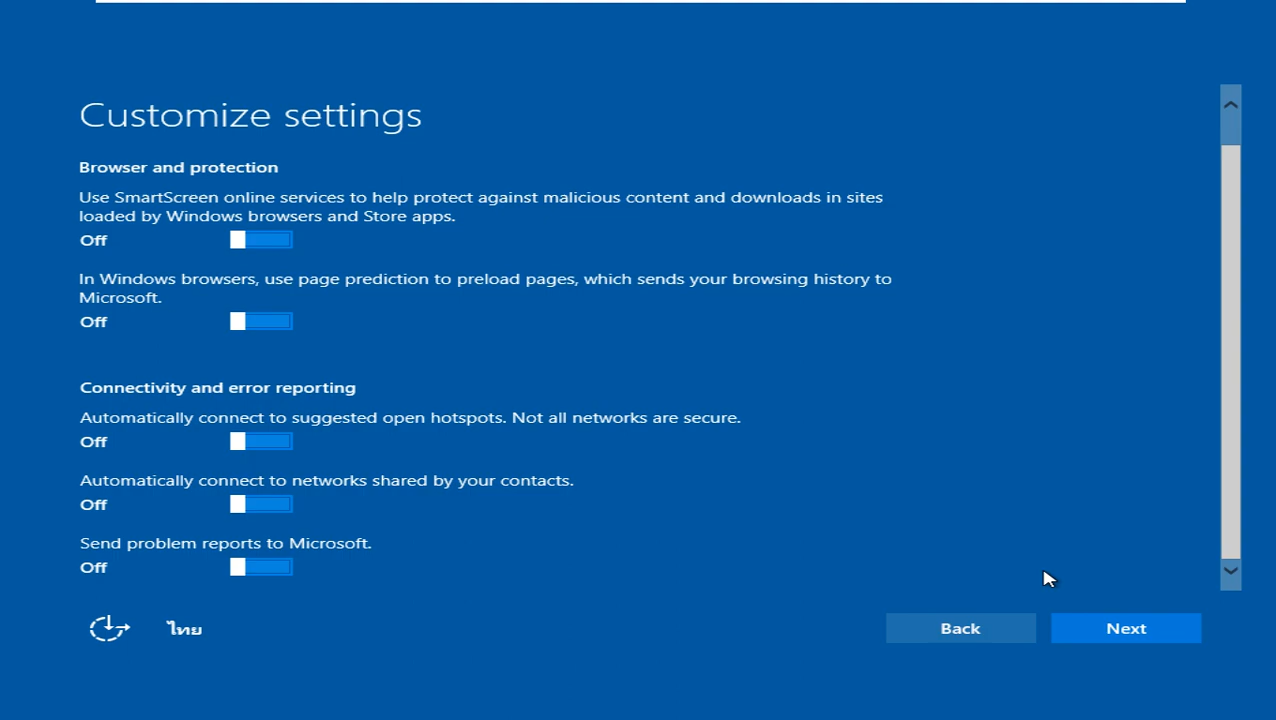 Customize settings
Browser and protection
Use SmartScreen online services to help protect against malicious content and downloads in sites
loaded by Windows browsers and Store apps.
Off
In Windows browsers, use page prediction to preload pages, which sends your browsing history to
Microsoft.
Off
Connectivity and error reporting
Automatically connect to suggested open hotspots. Not all networks are secure.
Off
Automatically connect to networks shared by your contacts.
Off
Send problem reports to Microsoft.
Off
ไทย
Back
Next